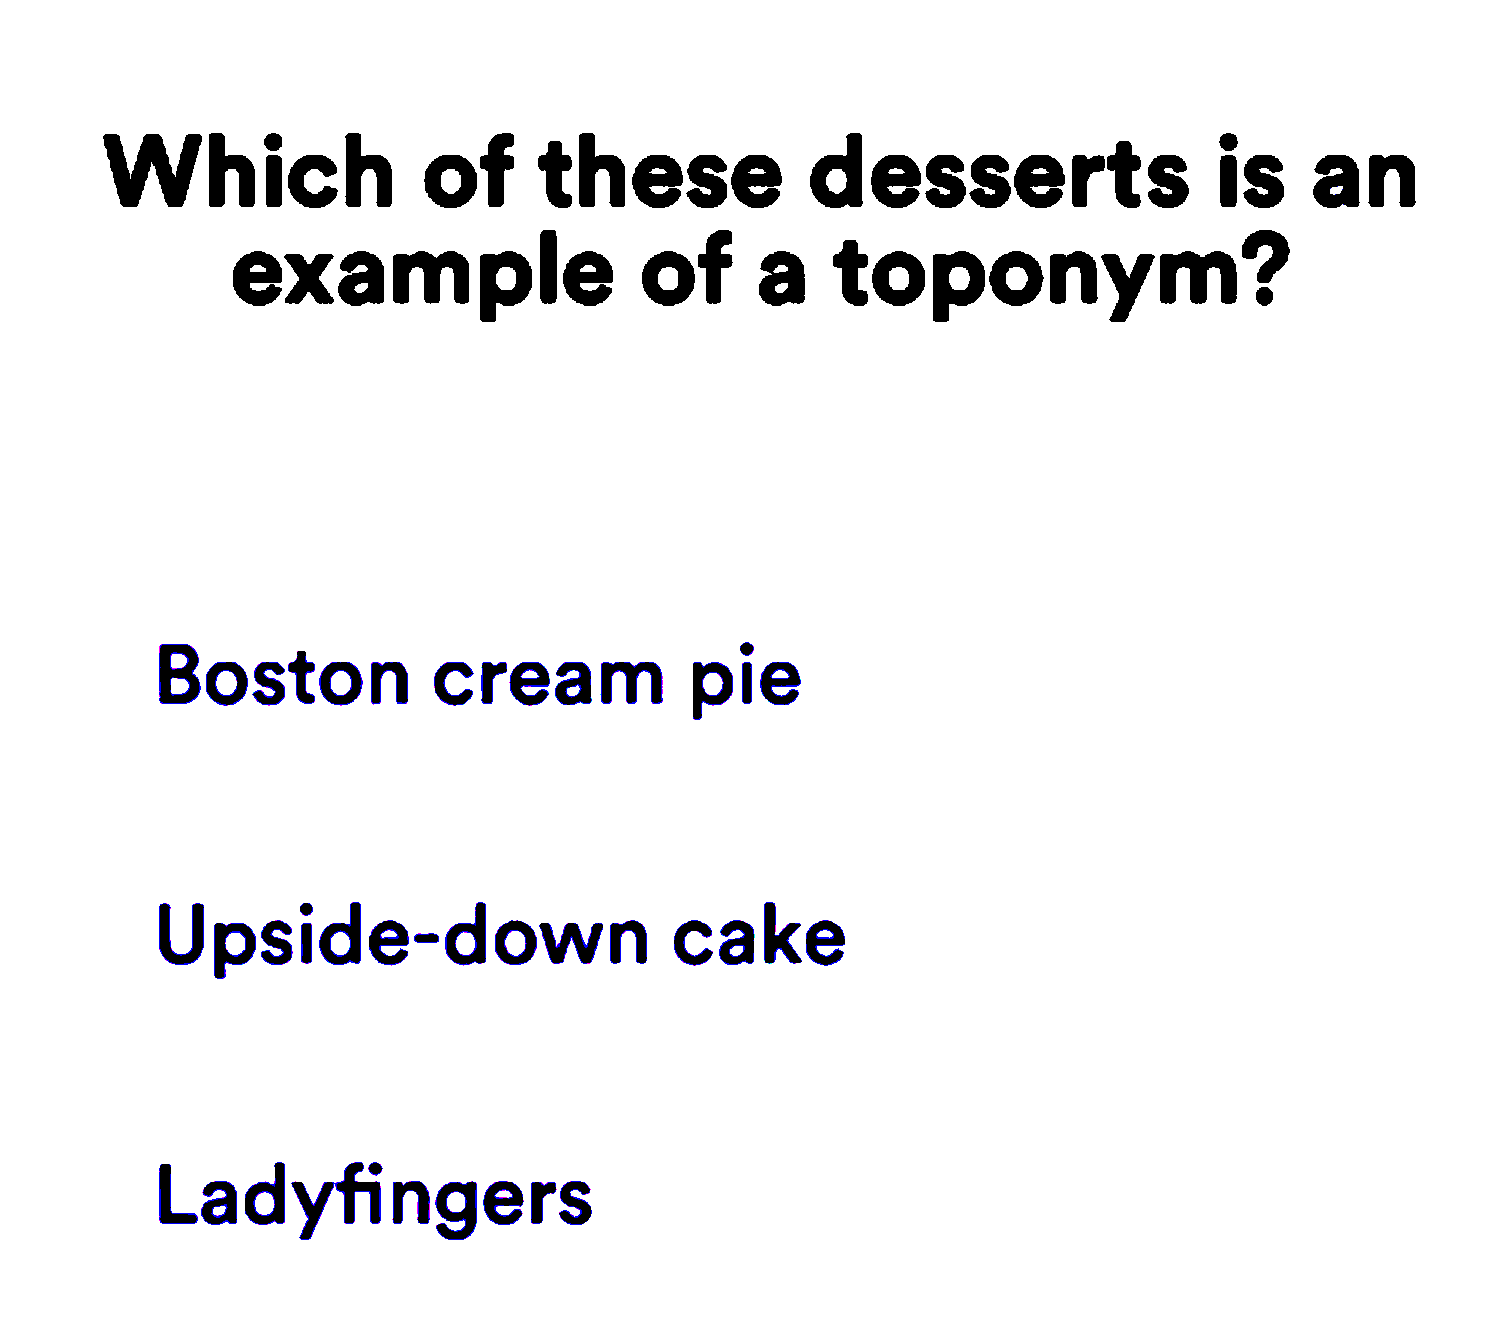 Which of these desserts is an
example of a toponym?
Boston cream pie
Upside-down cake
Ladyfingers